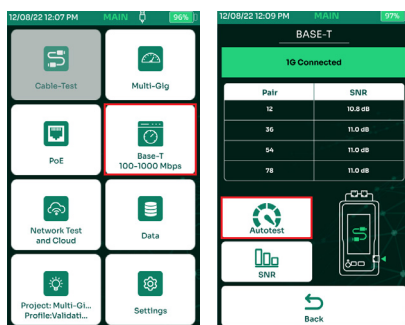 12/08/22 12:07 PM MAIN 96%
Cable-Test
Multi-Gig
PoE
Base-T
100-1000 Mbps
Network Test
and Cloud
Data
Project: Multi-Gi...
Profile:Validati...
Settings
12/08/22 12:09 PM MAIN 97%
BASE-T
1G Connected
Pair SNR
12 10.8 dB
36 11.0 dB
54 11.0 dB
78 11.0 dB
Autotest
SNR
Back